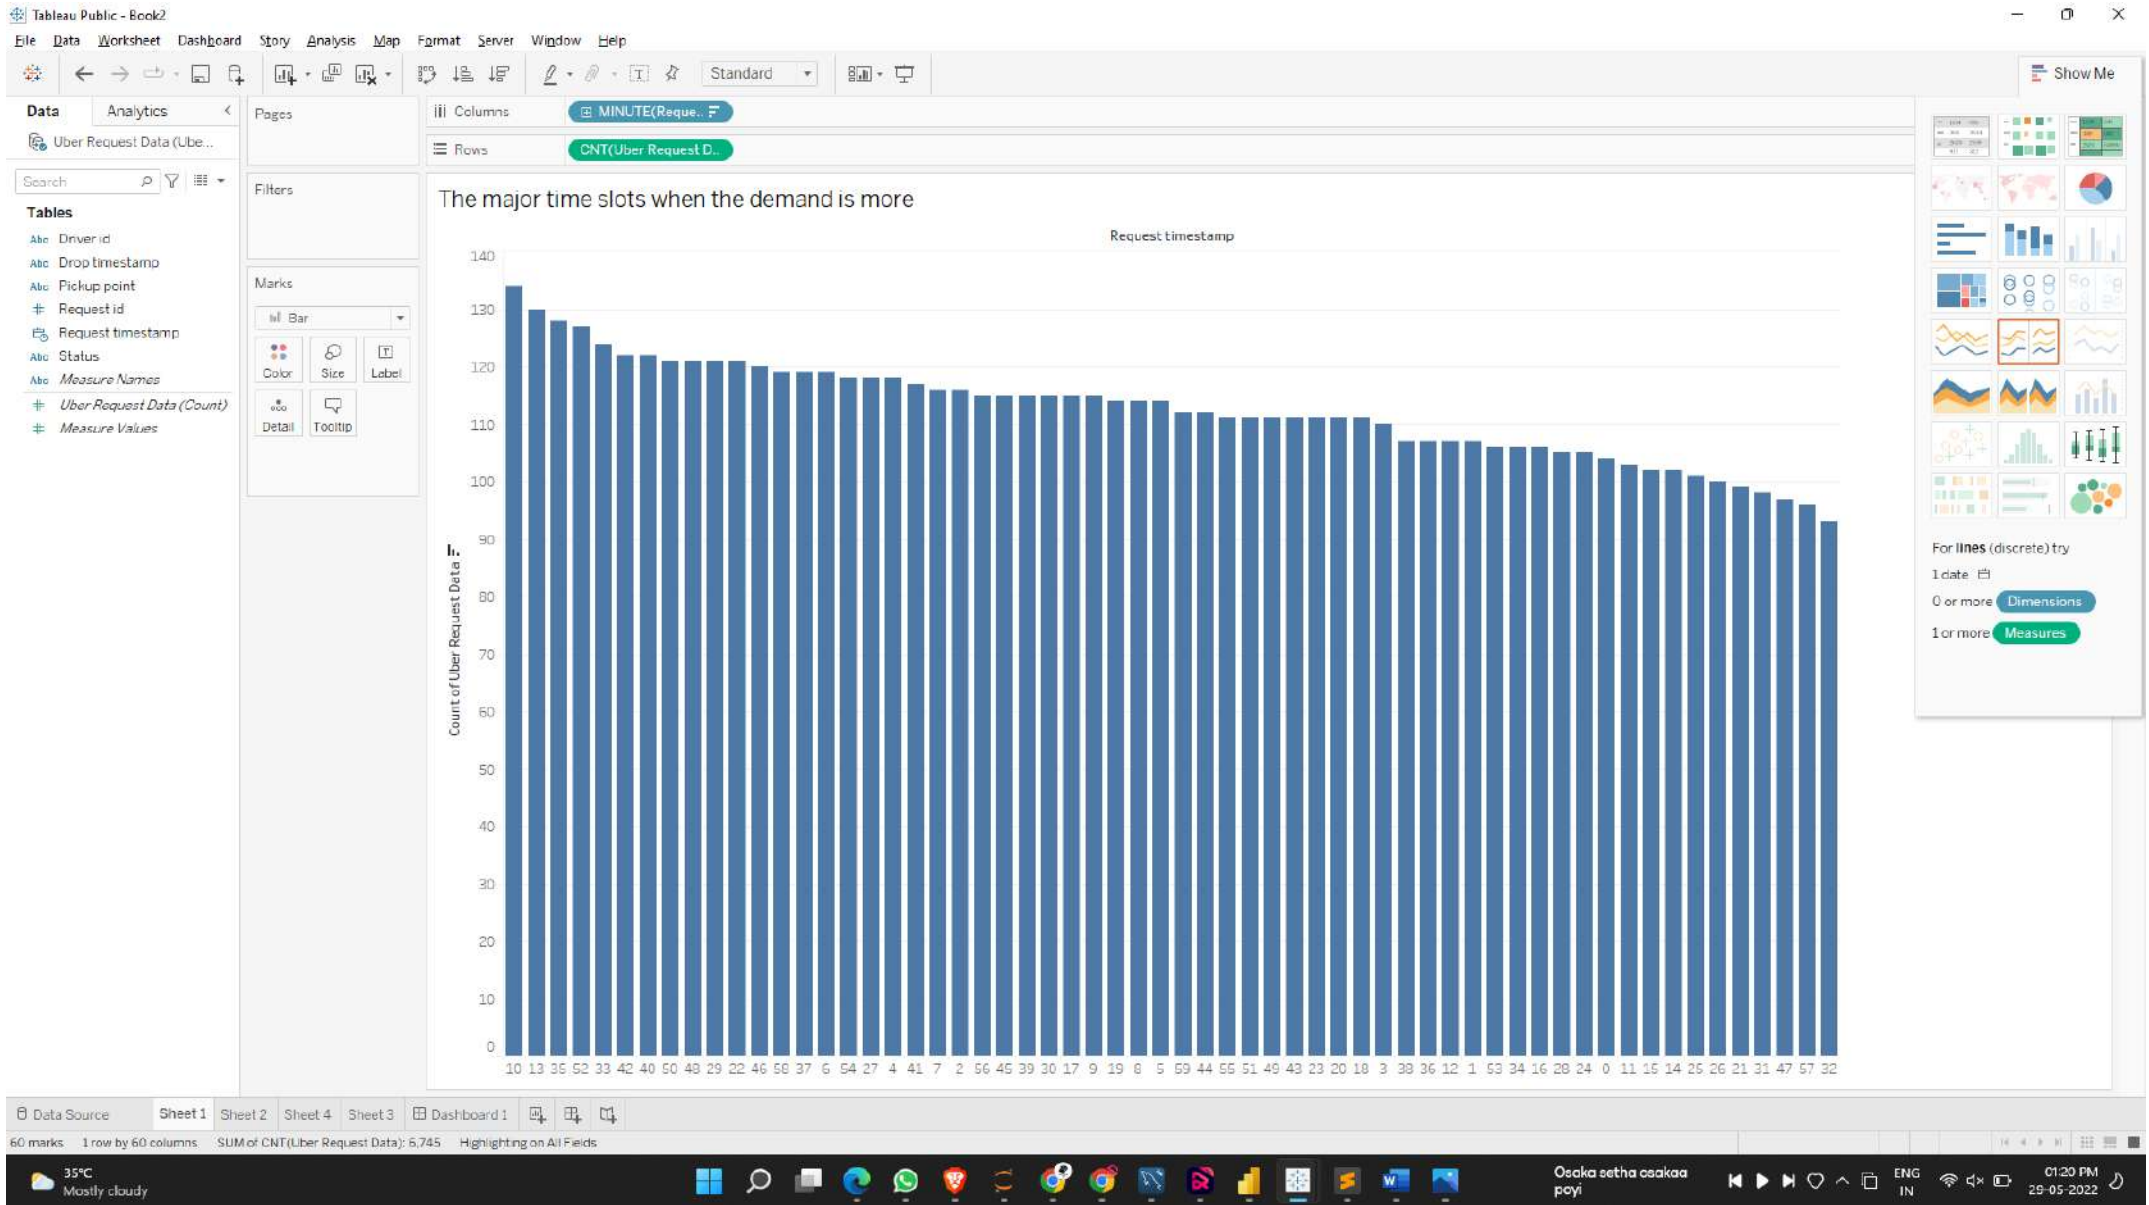 Tableau Public - Book2
File Data Worksheet Dashboard Story Analysis Map Format Server Window Help
Standard
Show Me
Data Analytics
Uber Request Data (Ube...
Search
Tables
Abc Driver id
Abc Drop timestamp
Abc Pickup point
# Request id
Request timestamp
Abc Status
Abc Measure Names
# Uber Request Data (Count)
# Measure Values
Pages
Filters
Marks
Bar
Color Size Label
Detail Tooltip
Columns MINUTE(Reque..
Rows CNT(Uber Request D..
The major time slots when the demand is more
Request timestamp
Count of Uber Request Data
140
130
120
110
100
90
80
70
60
50
40
30
20
10
0
10 13 35 52 33 42 40 50 48 29 22 46 58 37 6 54 27 4 41 7 2 56 45 39 30 17 9 19 8 5 59 44 55 51 49 43 23 20 18 3 38 36 12 1 53 34 16 28 24 0 11 15 14 25 26 21 31 47 57 32
For lines (discrete) try
1 date
0 or more Dimensions
1 or more Measures
Data Source Sheet 1 Sheet 2 Sheet 4 Sheet 3 Dashboard 1
60 marks 1 row by 60 columns SUM of CNT(Uber Request Data): 6,745 Highlighting on All Fields
35°C
Mostly cloudy
Osaka setha osakaa
poyi
ENG
IN
01:20 PM
29-05-2022